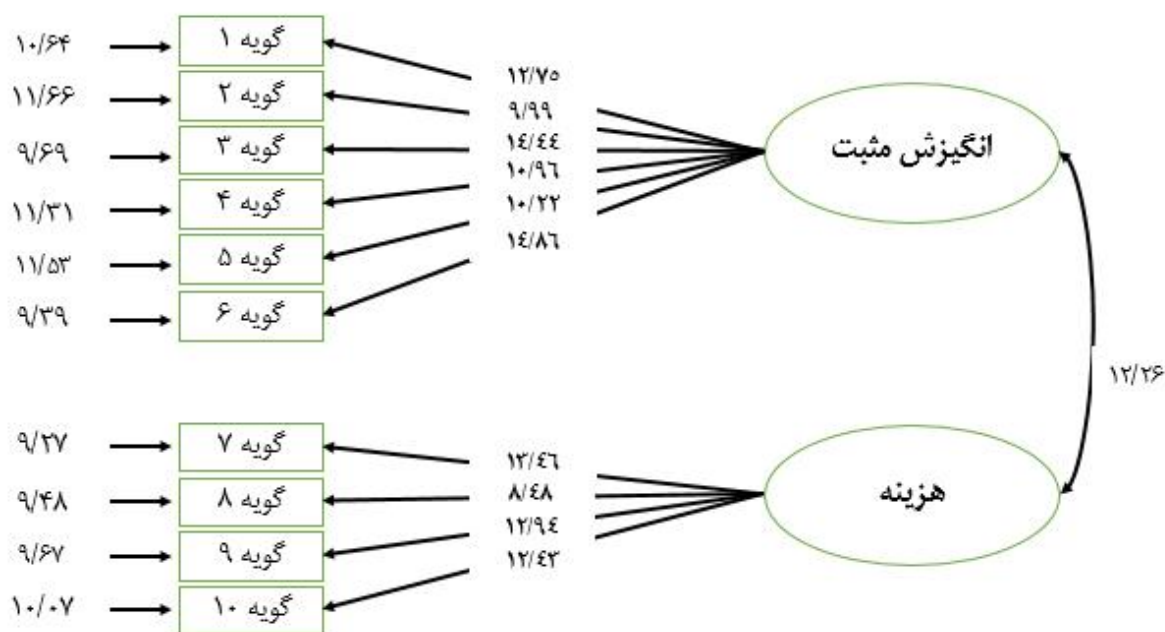 ۱۰/۶۴
گویه ۱
۱۱/۶۶
گویه ۲
۹/۶۹
گویه ۳
۱۱/۳۱
گویه ۴
۱۱/۵۳
گویه ۵
۹/۳۹
گویه ۶
۱۲/۷۵
۹/۹۹
۱٤/٤٤
۱۰/۹٦
۱۰/۲۲
۱٤/۸٦
انگیزش مثبت
۱۲/۲۶
۹/۲۷
گویه ۷
۹/۴۸
گویه ۸
۹/۶۷
گویه ۹
۱۰/۰۷
گویه ۱۰
۱۳/٤٦
۸/٤۸
۱۲/۹٤
۱۲/٤۳
هزینه